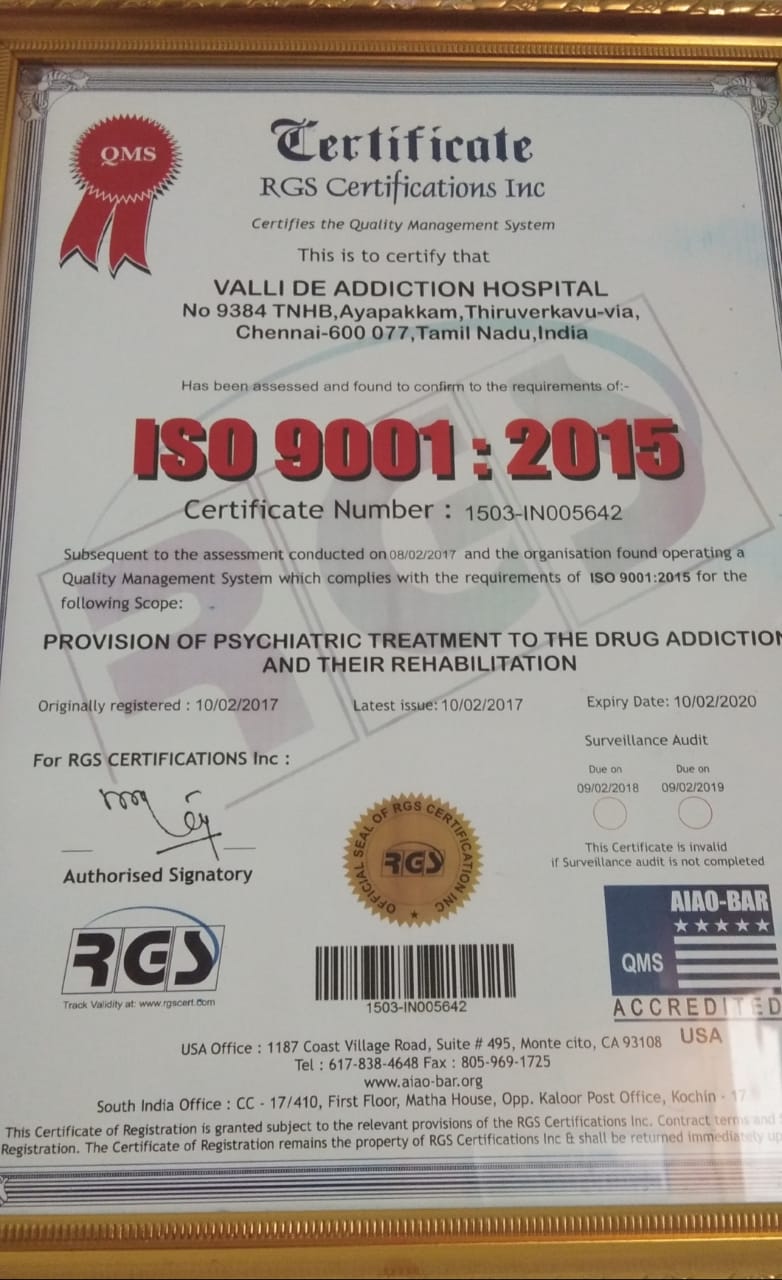 QMS
Certificate
RGS Certifications Inc
Certifies the Quality Management System
This is to certify that
VALLI DE ADDICTION HOSPITAL
No 9384 TNHB,Ayapakkam,Thiruverkavu-via,
Chennai-600 077,Tamil Nadu,India
Has been assessed and found to confirm to the requirements of:-
ISO 9001 : 2015
Certificate Number : 1503-IN005642
Subsequent to the assessment conducted on 08/02/2017 and the organisation found operating a
Quality Management System which complies with the requirements of ISO 9001:2015 for the
following Scope:
PROVISION OF PSYCHIATRIC TREATMENT TO THE DRUG ADDICTION
AND THEIR REHABILITATION
Originally registered : 10/02/2017 Latest issue: 10/02/2017 Expiry Date: 10/02/2020
For RGS CERTIFICATIONS Inc :
Surveillance Audit
Due on Due on
09/02/2018 09/02/2019
This Certificate is invalid
if Surveillance audit is not completed
Authorised Signatory
OFFICIAL SEAL OF RGS CERTIFICATION INC
RGS
RGS
Track Validity at: www.rgscert.com
1503-IN005642
AIAO-BAR
QMS
ACCREDITED
USA
USA Office : 1187 Coast Village Road, Suite # 495, Monte cito, CA 93108
Tel : 617-838-4648 Fax : 805-969-1725
www.aiao-bar.org
South India Office : CC - 17/410, First Floor, Matha House, Opp. Kaloor Post Office, Kochin - 17
This Certificate of Registration is granted subject to the relevant provisions of the RGS Certifications Inc. Contract terms and
Registration. The Certificate of Registration remains the property of RGS Certifications Inc & shall be returned immediately up